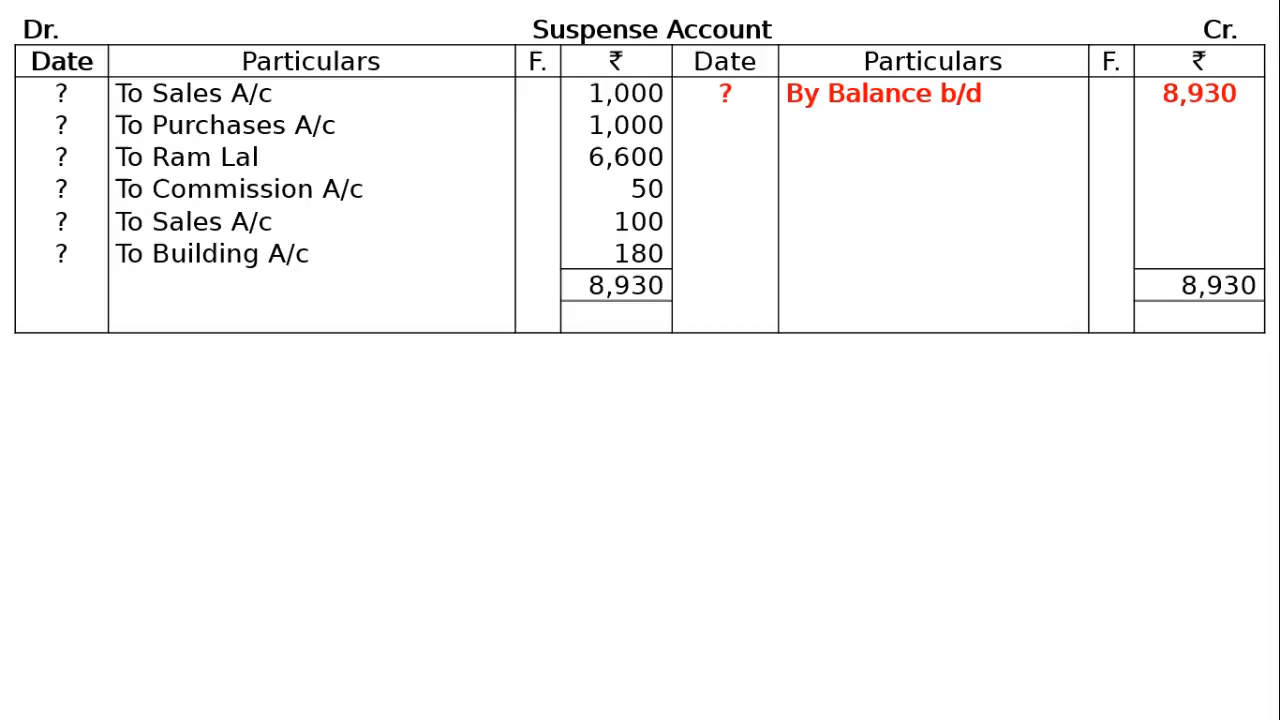 Dr. Suspense Account Cr.
Date Particulars F. ₹ Date Particulars F. ₹
? To Sales A/c 1,000 ? By Balance b/d 8,930
? To Purchases A/c 1,000
? To Ram Lal 6,600
? To Commission A/c 50
? To Sales A/c 100
? To Building A/c 180
8,930 8,930